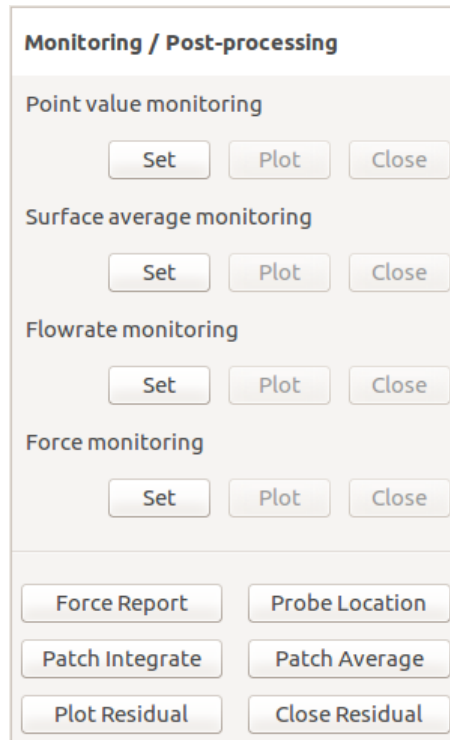 Monitoring / Post-processing
Point value monitoring
Set Plot Close
Surface average monitoring
Set Plot Close
Flowrate monitoring
Set Plot Close
Force monitoring
Set Plot Close
Force Report Probe Location
Patch Integrate Patch Average
Plot Residual Close Residual